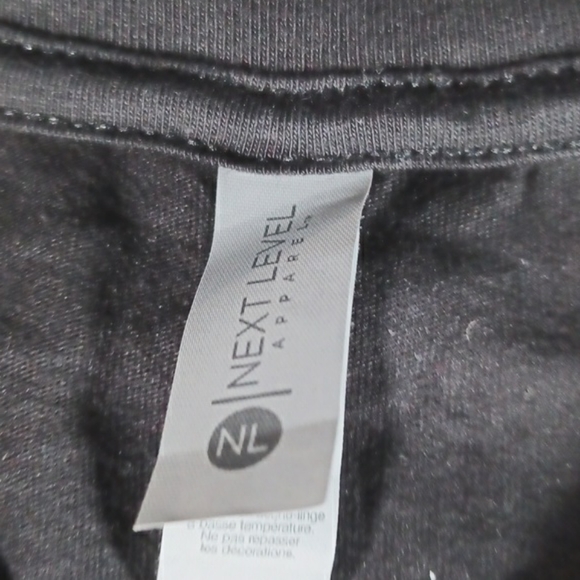 NL
NEXT LEVEL
APPAREL®
à basse température.
Ne pas repasser
les décorations.